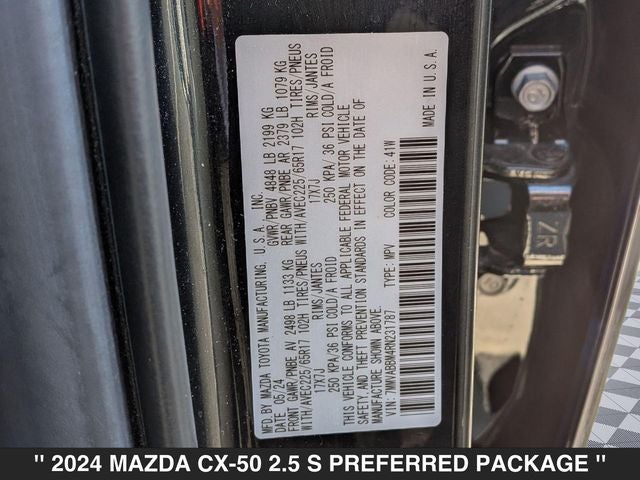 MFD. BY MAZDA TOYOTA MANUFACTURING, U.S.A., INC.
DATE: 05/24 GVWR/PNBV 4848 LB 2199 KG
FRONT GAWR/PNBE AV 2498 LB 1133 KG REAR GAWR/PNBE AR 2379 LB 1079 KG
WITH/AVEC225/65R17 102H TIRES/PNEUS WITH/AVEC225/65R17 102H TIRES/PNEUS
RIMS/JANTES RIMS/JANTES
17X7J 17X7J
250 KPA/36 PSI COLD/A FROID 250 KPA/ 36 PSI COLD/A FROID
THIS VEHICLE CONFORMS TO ALL APPLICABLE FEDERAL MOTOR VEHICLE
SAFETY, AND THEFT PREVENTION STANDARDS IN EFFECT ON THE DATE OF
MANUFACTURE SHOWN ABOVE.
VIN: 7MMVABBM4RN231787 TYPE: MPV COLOR CODE: 41W
MADE IN U.S.A.
ZR
" 2024 MAZDA CX-50 2.5 S PREFERRED PACKAGE "